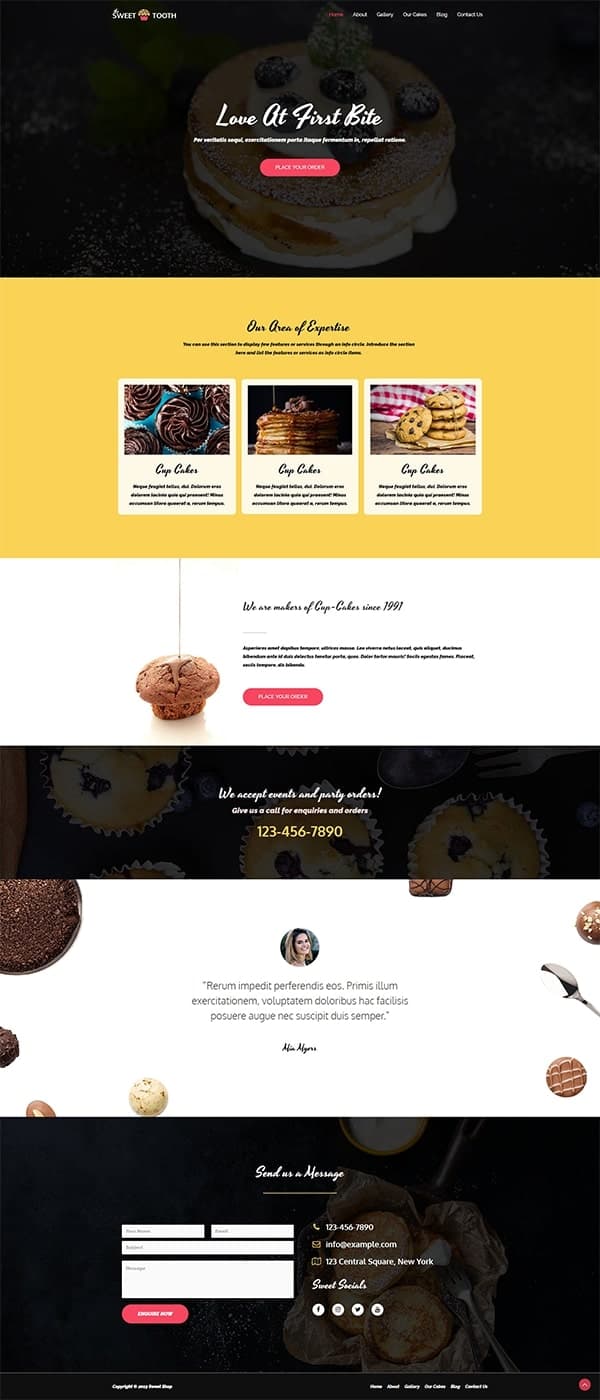 the
SWEET TOOTH
Home About Gallery Our Cakes Blog Contact Us
Love At First Bite
Per veritatis sequi, exercitationem porta itaque fermentum in, repellat ratione.
PLACE YOUR ORDER
Our Area of Expertise
You can use this section to display few features or services through an info circle. Introduce the section
here and list the features or services as info circle items.
Cup Cakes
Neque feugiat tellus, dui. Dolorum eros
dolorem lacinia quia qui praesent! Minus
accumsan litora quaerat a, rerum tempus.
Cup Cakes
Neque feugiat tellus, dui. Dolorum eros
dolorem lacinia quia qui praesent! Minus
accumsan litora quaerat a, rerum tempus.
Cup Cakes
Neque feugiat tellus, dui. Dolorum eros
dolorem lacinia quia qui praesent! Minus
accumsan litora quaerat a, rerum tempus.
We are makers of Cup-Cakes since 1991
Asperiores amet dapibus tempore, ultrices massa. Leo viverra netus laoreet, quis aliquet, ducimus
bibendum ante id duis delectus tenetur porta, quos. Dolor tortor mauris! Sociis egestas fames. Placeat,
sociis tempore, dis bibendo.
PLACE YOUR ORDER
We accept events and party orders!
Give us a call for enquiries and orders
123-456-7890
"Rerum impedit perferendis eos. Primis illum
exercitationem, voluptatem doloribus hac facilisis
posuere augue nec suscipit duis semper."
Mia Myers
Send us a Message
Your Name
Email
Subject
Message
ENQUIRE NOW
123-456-7890
info@example.com
123 Central Square, New York
Sweet Socials
Copyright © 2023 Sweet Shop
Home About Gallery Our Cakes Blog Contact Us